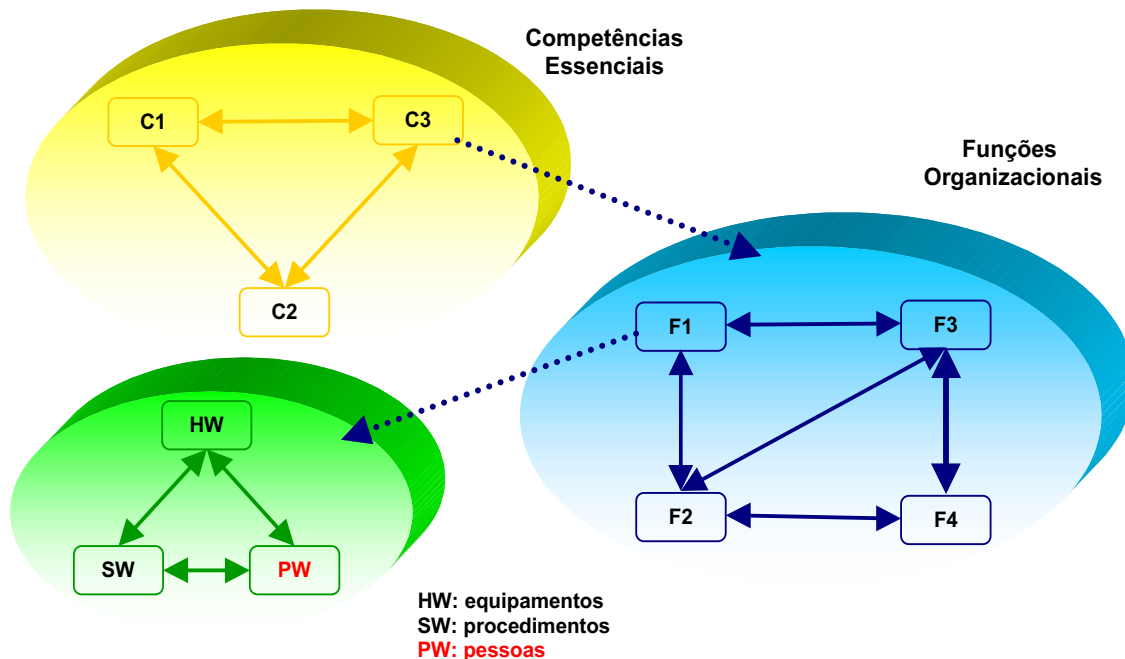 Competências
Essenciais
C1
C3
C2
Funções
Organizacionais
F1
F3
F2
F4
HW
SW
PW
HW: equipamentos
SW: procedimentos
PW: pessoas